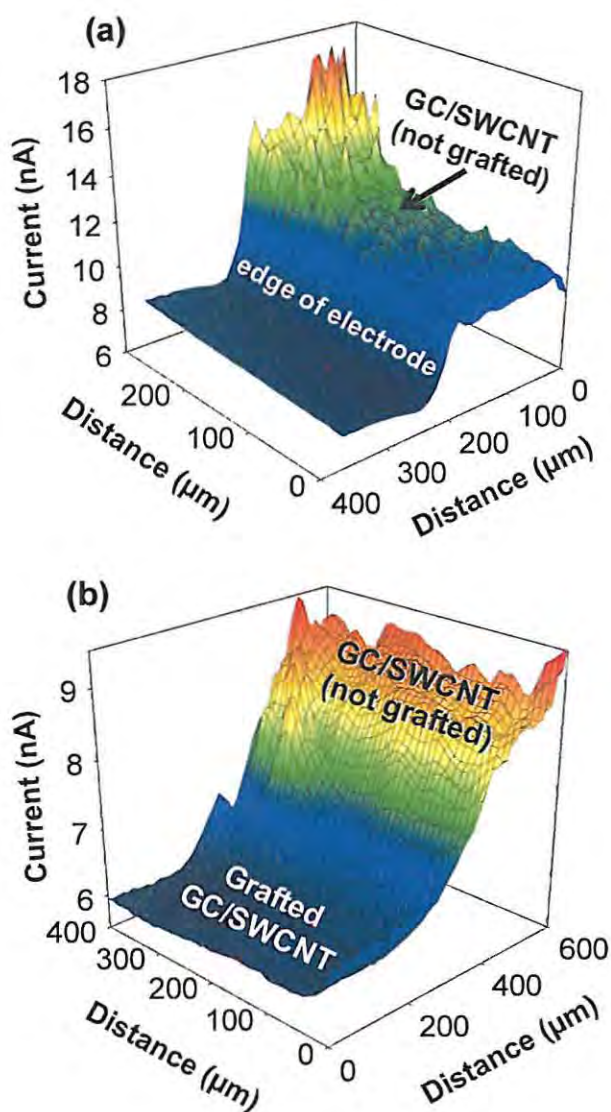 (a)
18
16
14
12
10
8
6
Current (nA)
GC/SWCNT
(not grafted)
edge of electrode
200
100
0
Distance (µm)
400
300
200
100
0
Distance (µm)
(b)
9
8
7
6
Current (nA)
GC/SWCNT
(not grafted)
Grafted
GC/SWCNT
400
300
200
100
0
Distance (µm)
0
200
400
600
Distance (µm)